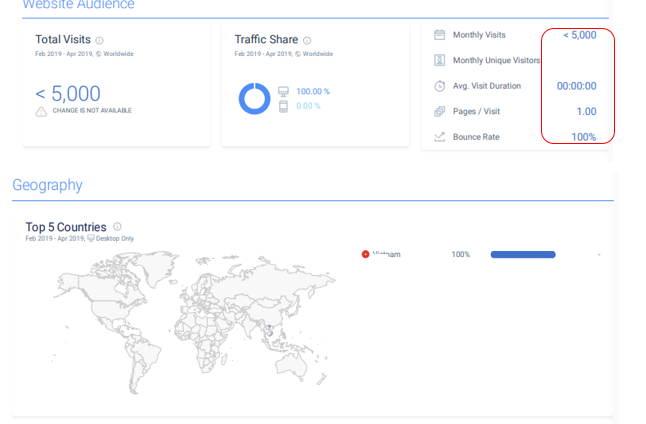 Website Audience
Total Visits
Feb 2019 - Apr 2019, Worldwide
< 5,000
CHANGE IS NOT AVAILABLE
Traffic Share
Feb 2019 - Apr 2019, Worldwide
100.00 %
0.00 %
Monthly Visits < 5,000
Monthly Unique Visitors
Avg. Visit Duration 00:00:00
Pages / Visit 1.00
Bounce Rate 100%
Geography
Top 5 Countries
Feb 2019 - Apr 2019, Desktop Only
Vietnam 100% -